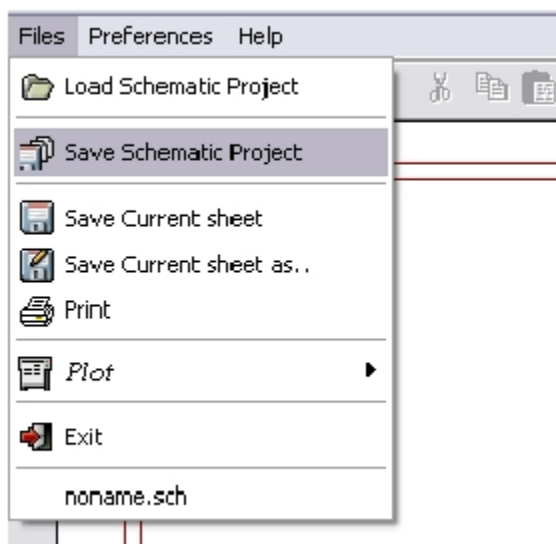 Files Preferences Help
Load Schematic Project
Save Schematic Project
Save Current sheet
Save Current sheet as..
Print
Plot
Exit
noname.sch